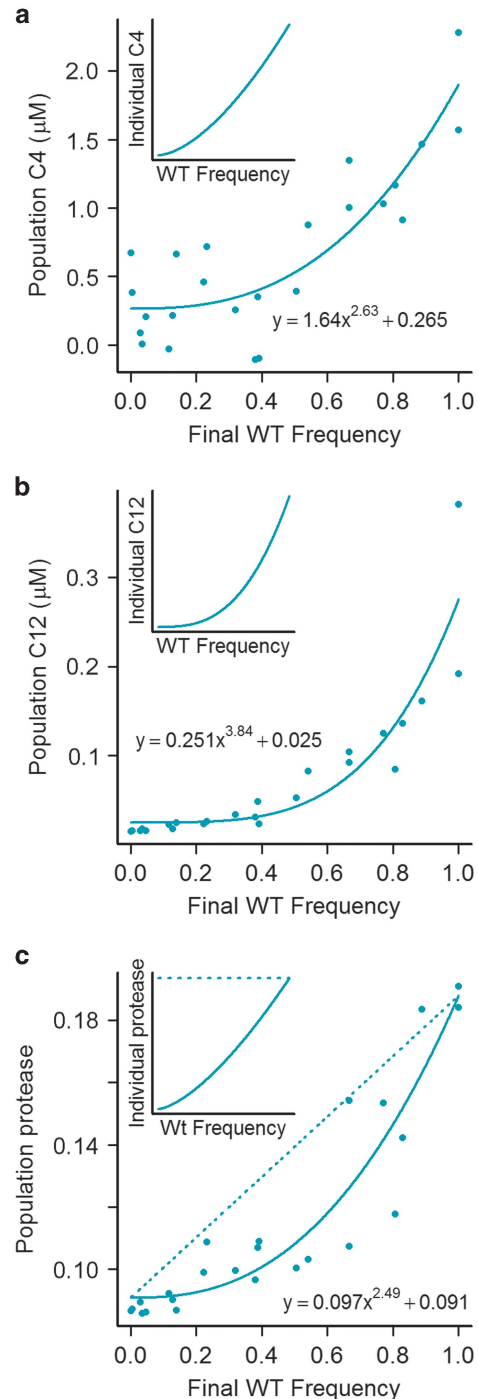 a
Individual C4
WT Frequency
Population C4 (μM)
2.0
1.5
1.0
0.5
0.0
y = 1.64x^2.63 + 0.265
0.0 0.2 0.4 0.6 0.8 1.0
Final WT Frequency
b
Individual C12
WT Frequency
Population C12 (μM)
0.3
0.2
0.1
y = 0.251x^3.84 + 0.025
0.0 0.2 0.4 0.6 0.8 1.0
Final WT Frequency
c
Individual protease
Wt Frequency
Population protease
0.18
0.14
0.10
y = 0.097x^2.49 + 0.091
0.0 0.2 0.4 0.6 0.8 1.0
Final WT Frequency